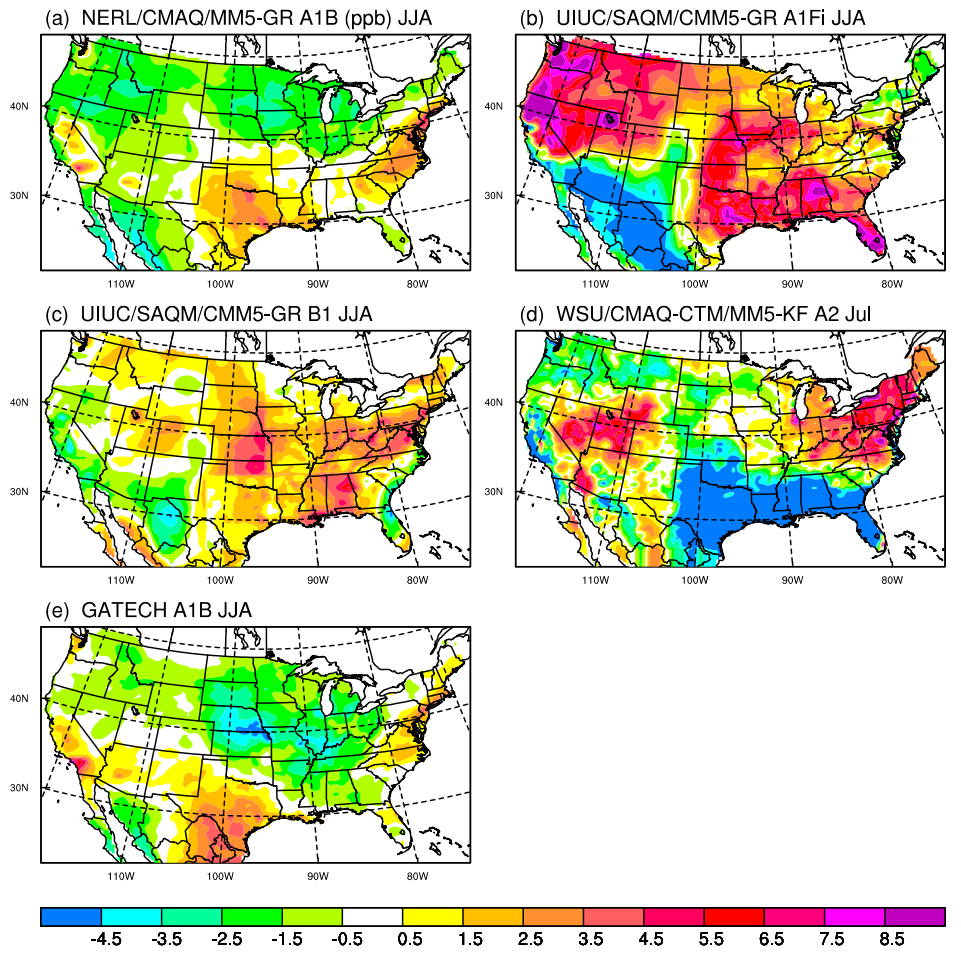 (a) NERL/CMAQ/MM5-GR A1B (ppb) JJA
(b) UIUC/SAQM/CMM5-GR A1Fi JJA
40N
30N
110W 100W 90W 80W
40N
30N
110W 100W 90W 80W
(c) UIUC/SAQM/CMM5-GR B1 JJA
(d) WSU/CMAQ-CTM/MM5-KF A2 Jul
40N
30N
110W 100W 90W 80W
40N
30N
110W 100W 90W 80W
(e) GATECH A1B JJA
40N
30N
110W 100W 90W 80W
-4.5 -3.5 -2.5 -1.5 -0.5 0.5 1.5 2.5 3.5 4.5 5.5 6.5 7.5 8.5